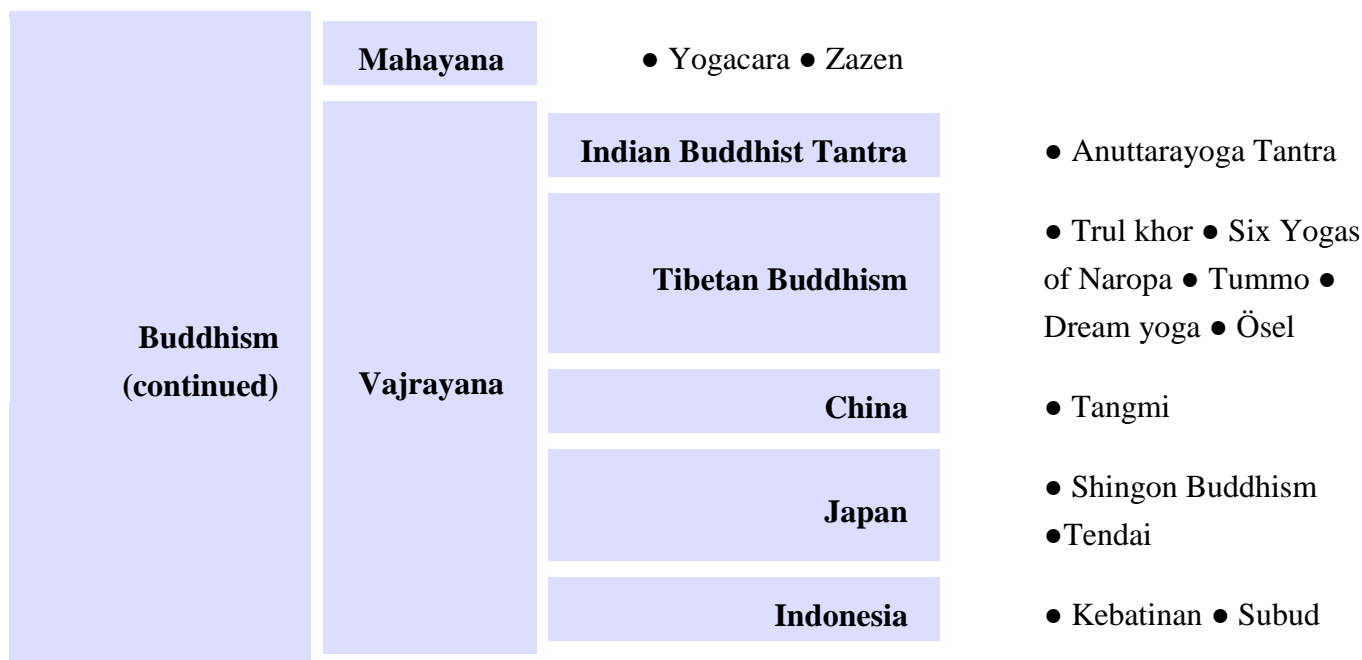 Mahayana
● Yogacara ● Zazen
Indian Buddhist Tantra
● Anuttarayoga Tantra
Buddhism
(continued)
Vajrayana
Tibetan Buddhism
● Trul khor ● Six Yogas
of Naropa ● Tummo ●
Dream yoga ● Ösel
China
● Tangmi
Japan
● Shingon Buddhism
●Tendai
Indonesia
● Kebatinan ● Subud